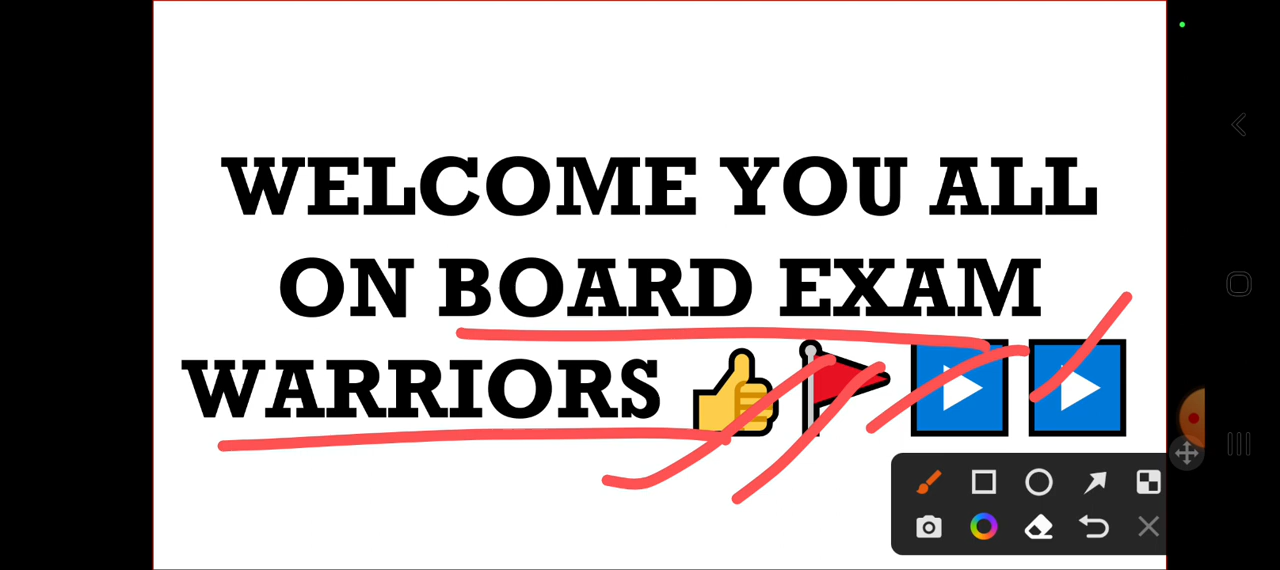 WELCOME YOU ALL
ON BOARD EXAM
WARRIORS 👍🚩▶️▶️